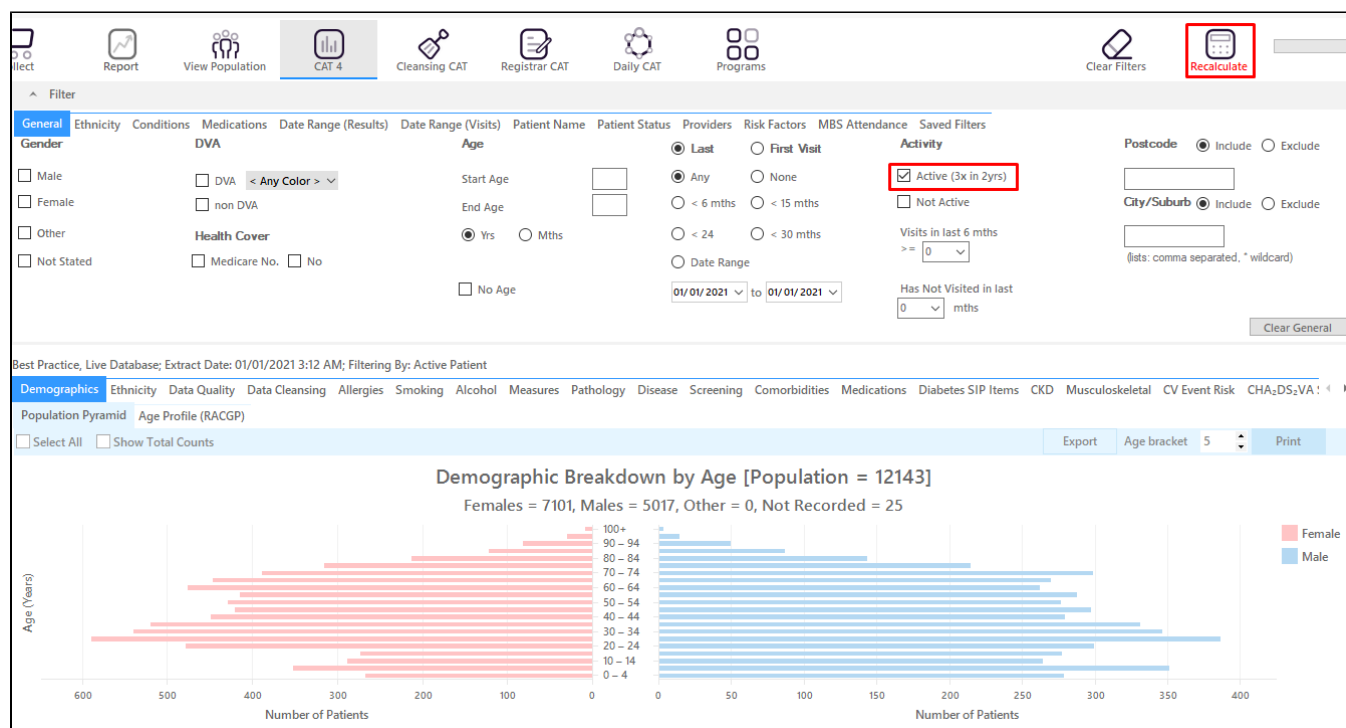 llect Report View Population CAT 4 Cleansing CAT Registrar CAT Daily CAT Programs Clear Filters Recalculate
Filter
General Ethnicity Conditions Medications Date Range (Results) Date Range (Visits) Patient Name Patient Status Providers Risk Factors MBS Attendance Saved Filters
Gender DVA Age Last First Visit Activity Postcode Include Exclude
Male DVA < Any Color > Start Age Any None Active (3x in 2yrs)
Female non DVA End Age < 6 mths < 15 mths Not Active City/Suburb Include Exclude
Other Health Cover Yrs Mths < 24 < 30 mths Visits in last 6 mths
>= 0
Not Stated Medicare No. No Date Range (lists: comma separated, * wildcard)
No Age 01/01/2021 to 01/01/2021 Has Not Visited in last
0 mths
Clear General
Best Practice, Live Database; Extract Date: 01/01/2021 3:12 AM; Filtering By: Active Patient
Demographics Ethnicity Data Quality Data Cleansing Allergies Smoking Alcohol Measures Pathology Disease Screening Comorbidities Medications Diabetes SIP Items CKD Musculoskeletal CV Event Risk CHA₂DS₂VA
Population Pyramid Age Profile (RACGP)
Select All Show Total Counts Export Age bracket 5 Print
Demographic Breakdown by Age [Population = 12143]
Females = 7101, Males = 5017, Other = 0, Not Recorded = 25
100+ Female
90 – 94 Male
80 – 84
70 – 74
60 – 64
50 – 54
40 – 44
30 – 34
20 – 24
10 – 14
0 – 4
Age (Years)
600 500 400 300 200 100 0 0 50 100 150 200 250 300 350 400
Number of Patients Number of Patients